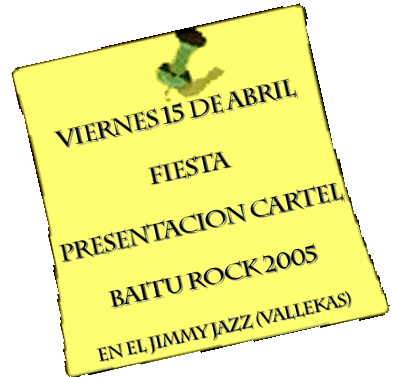 VIERNES 15 DE ABRIL
FIESTA
PRESENTACION CARTEL
BAITU ROCK 2005
EN EL JIMMY JAZZ (VALLEKAS)